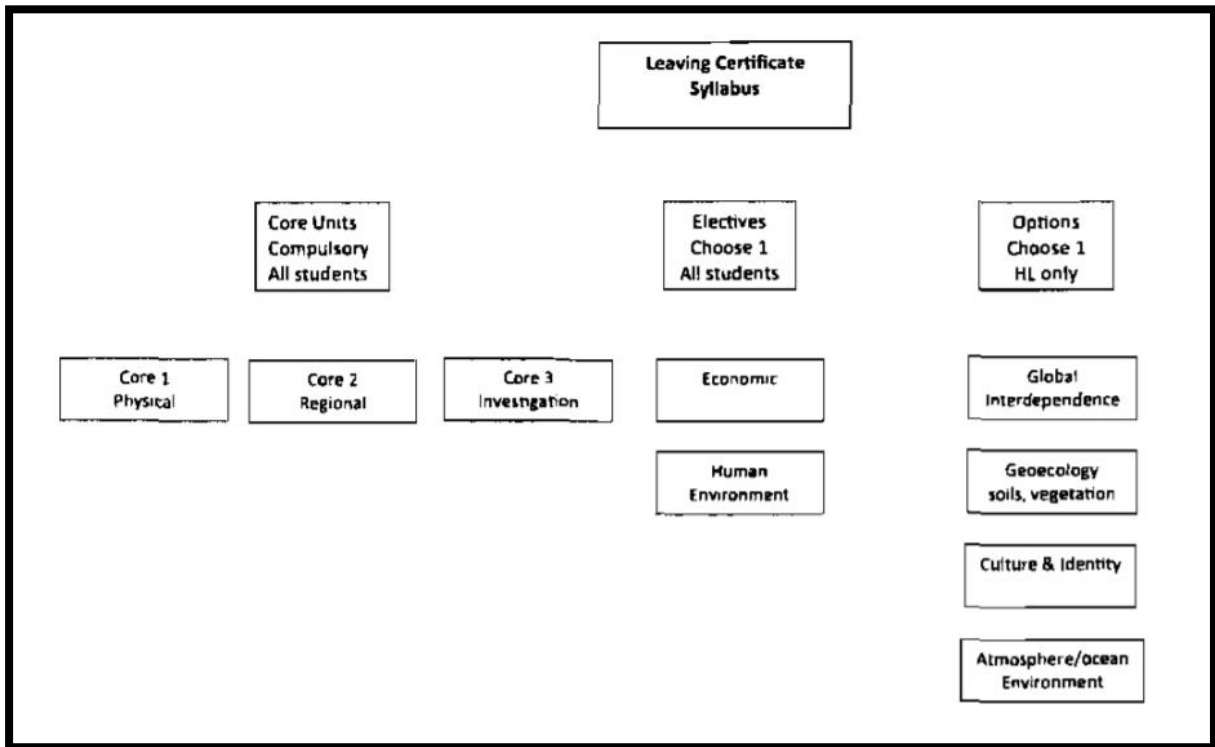 Leaving Certificate
Syllabus
Core Units
Compulsory
All students
Electives
Choose 1
All students
Options
Choose 1
HL only
Core 1
Physical
Core 2
Regional
Core 3
Investigation
Economic
Human
Environment
Global
Interdependence
Geoecology
soils, vegetation
Culture & Identity
Atmosphere/ocean
Environment